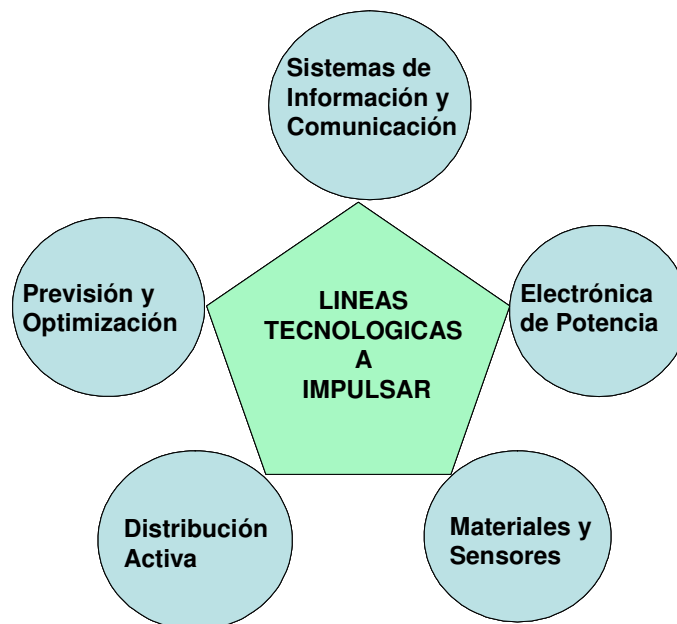 Sistemas de
Información y
Comunicación
Previsión y
Optimización
LINEAS
TECNOLOGICAS
A
IMPULSAR
Electrónica
de Potencia
Distribución
Activa
Materiales y
Sensores